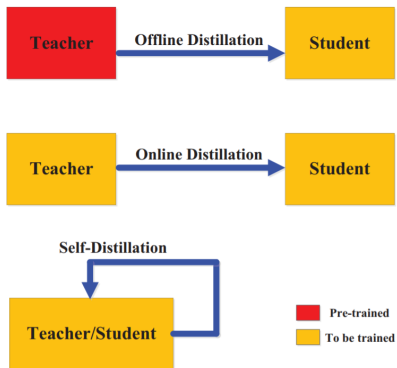 Teacher
Offline Distillation
Student
Teacher
Online Distillation
Student
Self-Distillation
Teacher/Student
Pre-trained
To be trained